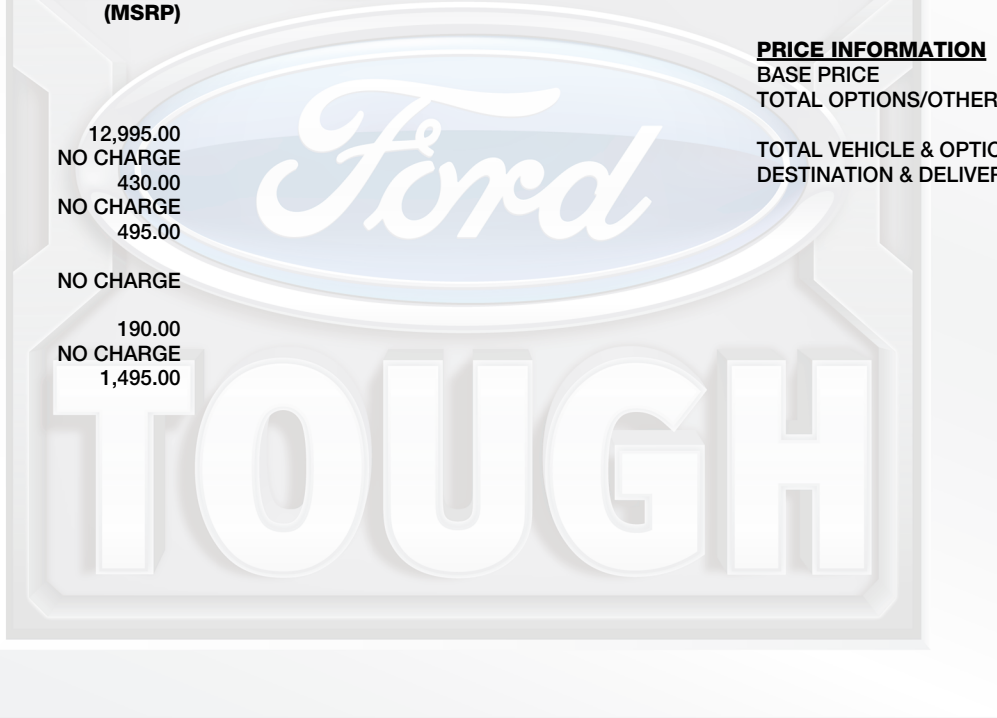 (MSRP)
12,995.00
NO CHARGE
430.00
NO CHARGE
495.00
NO CHARGE
190.00
NO CHARGE
1,495.00
PRICE INFORMATION
BASE PRICE
TOTAL OPTIONS/OTHER
TOTAL VEHICLE & OPTIO
DESTINATION & DELIVER
Ford
TOUGH